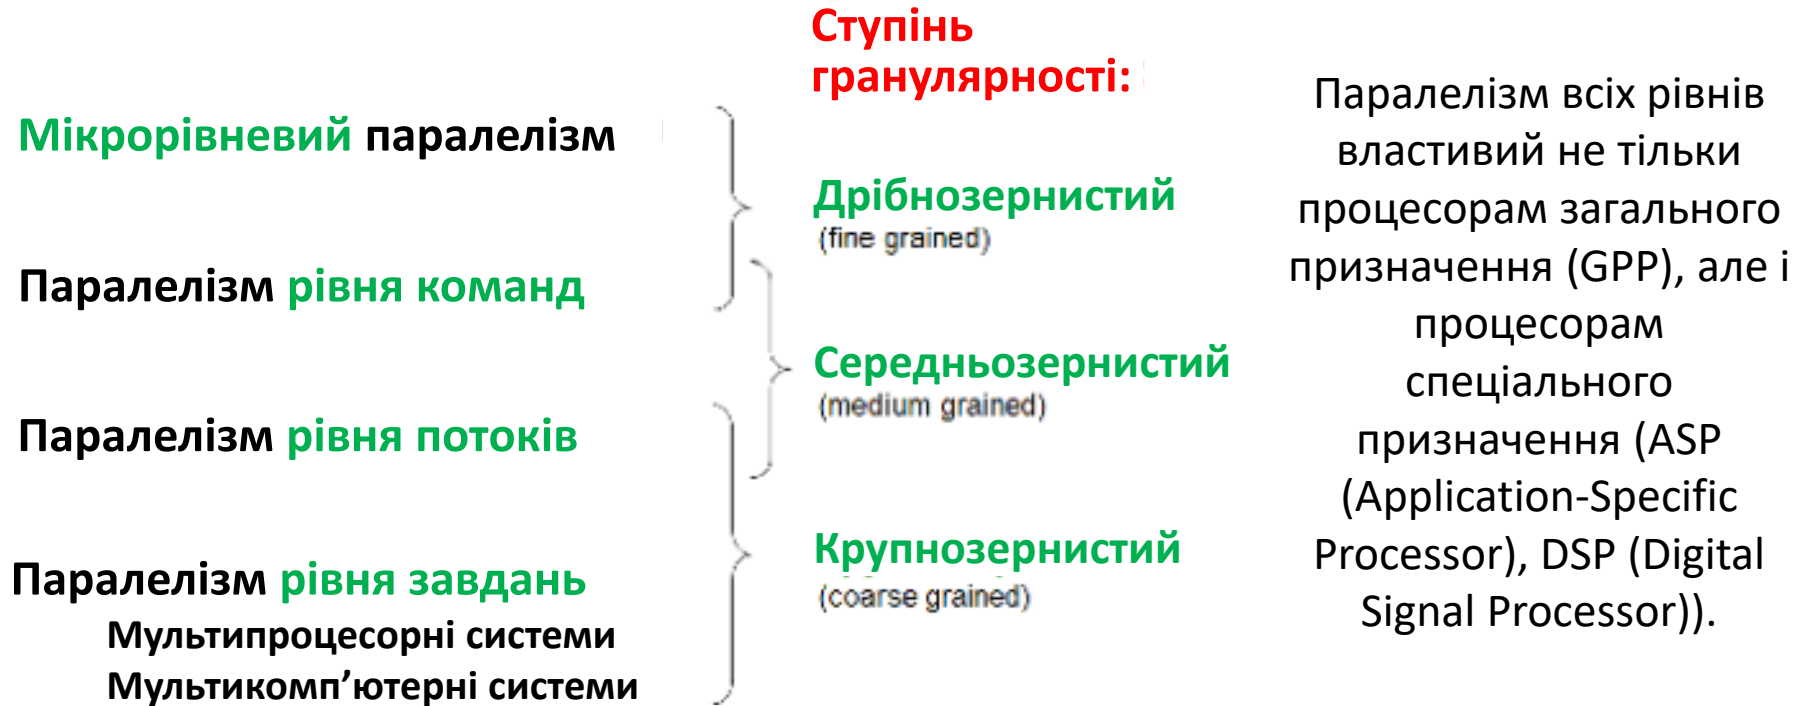 Ступінь
гранулярності:
Мікрорівневий паралелізм
Паралелізм рівня команд
Паралелізм рівня потоків
Паралелізм рівня завдань
Мультипроцесорні системи
Мультикомп’ютерні системи
Дрібнозернистий
(fine grained)
Середньозернистий
(medium grained)
Крупнозернистий
(coarse grained)
Паралелізм всіх рівнів
властивий не тільки
процесорам загального
призначення (GPP), але і
процесорам
спеціального
призначення (ASP
(Application-Specific
Processor), DSP (Digital
Signal Processor)).